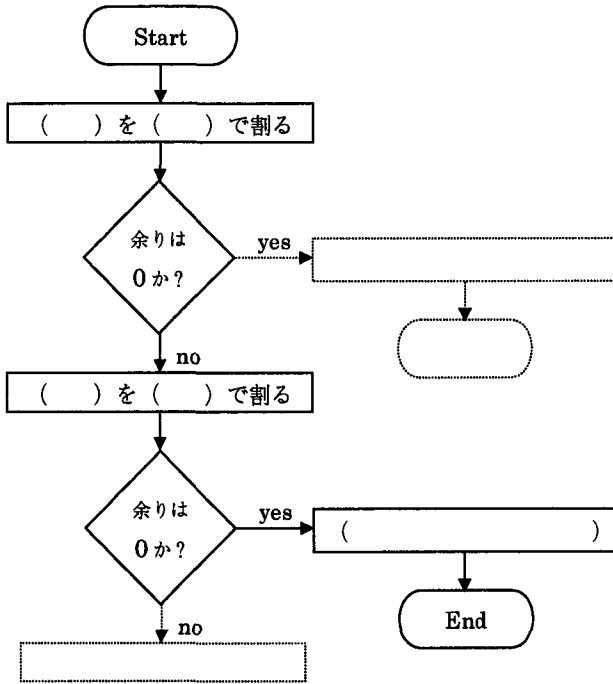 Start
(　　)を(　　)で割る
余りは
0か?
yes
no
(　　)を(　　)で割る
余りは
0か?
yes
(　　　　　　　　　　)
End
no